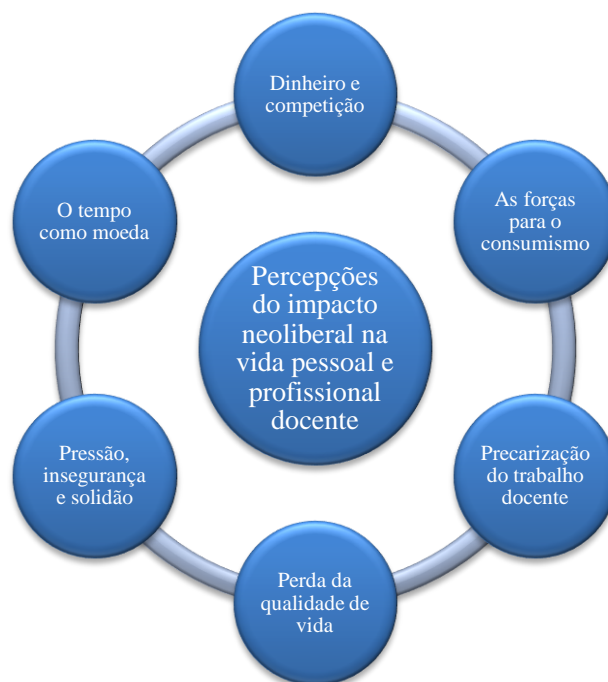 Dinheiro e
competição
As forças
para o
consumismo
Precarização
do trabalho
docente
Perda da
qualidade de
vida
Pressão,
insegurança
e solidão
O tempo
como moeda
Percepções
do impacto
neoliberal na
vida pessoal e
profissional
docente